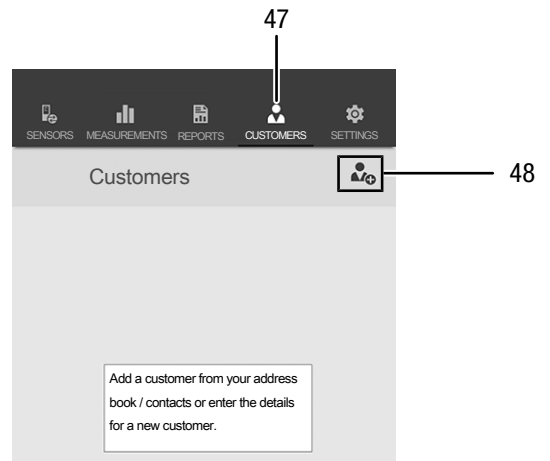 47
SENSORS MEASUREMENTS REPORTS CUSTOMERS SETTINGS
Customers
48
Add a customer from your address
book / contacts or enter the details
for a new customer.